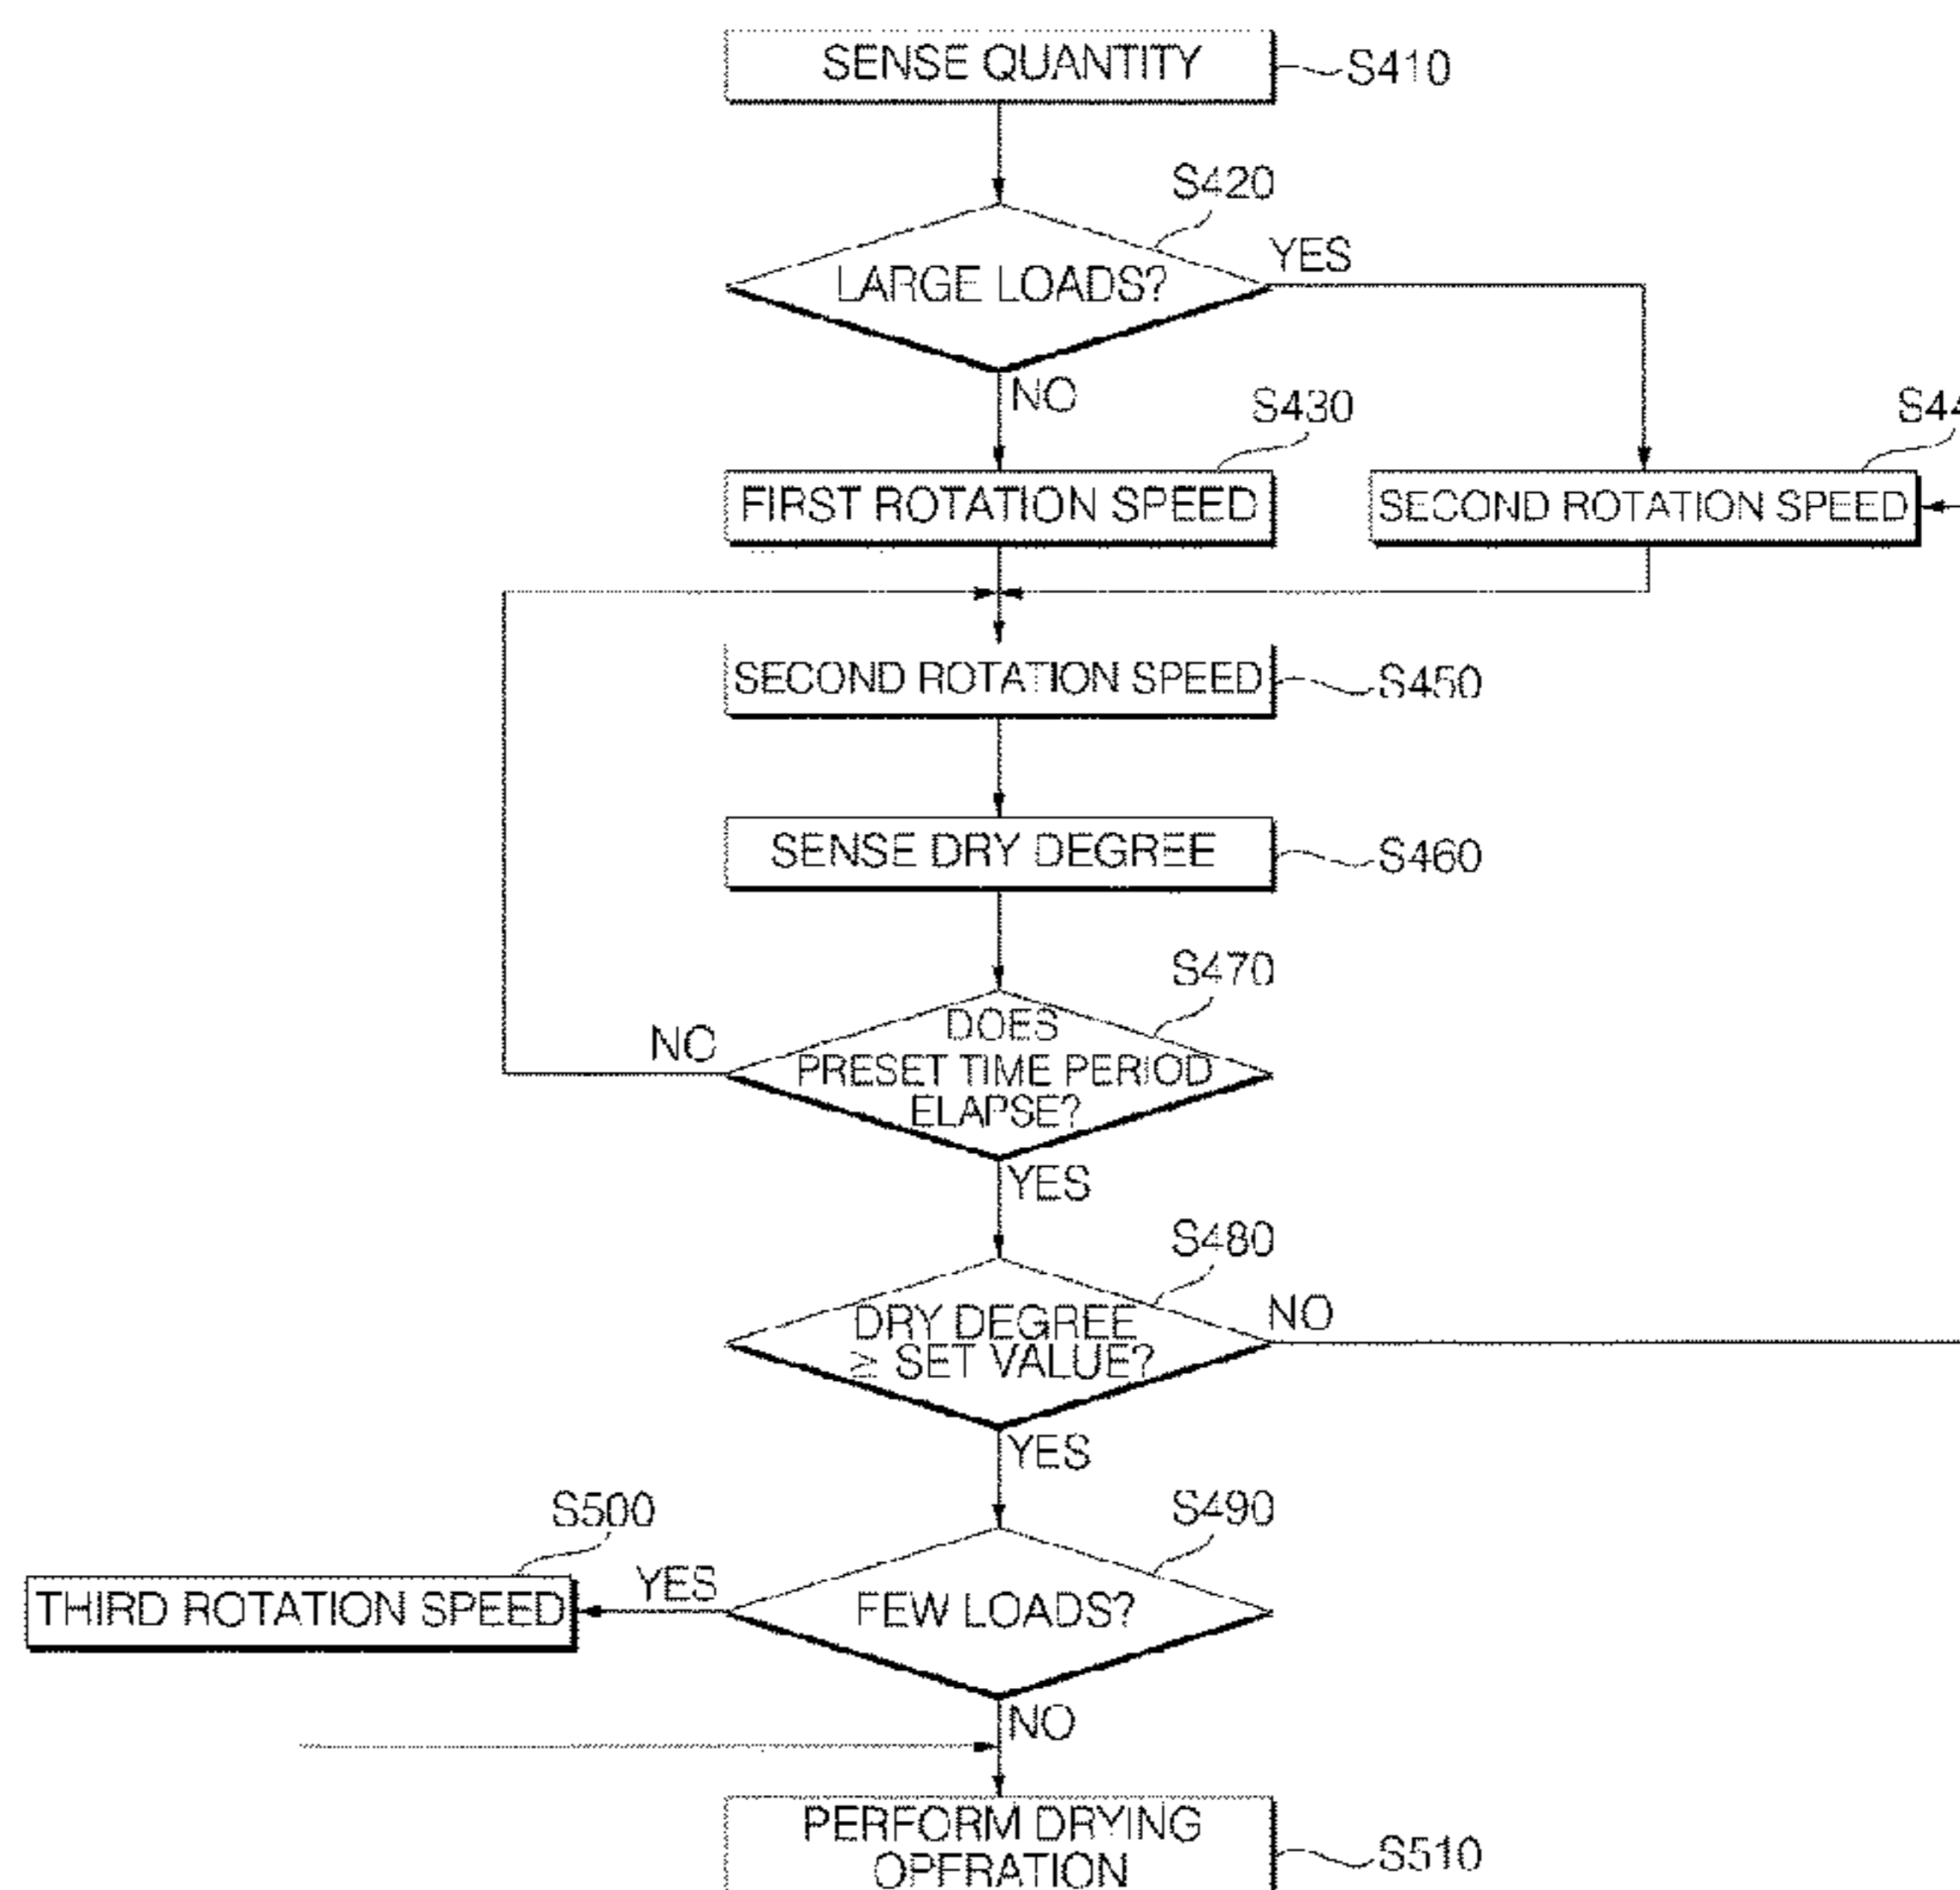 SENSE QUANTITY
S410
S420
LARGE LOADS?
YES
NO
S430
FIRST ROTATION SPEED
S44
SECOND ROTATION SPEED
SECOND ROTATION SPEED
S450
SENSE DRY DEGREE
S460
S470
DOES
PRESET TIME PERIOD
ELAPSE?
NO
YES
S480
DRY DEGREE
≥ SET VALUE?
NO
YES
S490
FEW LOADS?
YES
S500
THIRD ROTATION SPEED
NO
PERFORM DRYING
OPERATION
S510